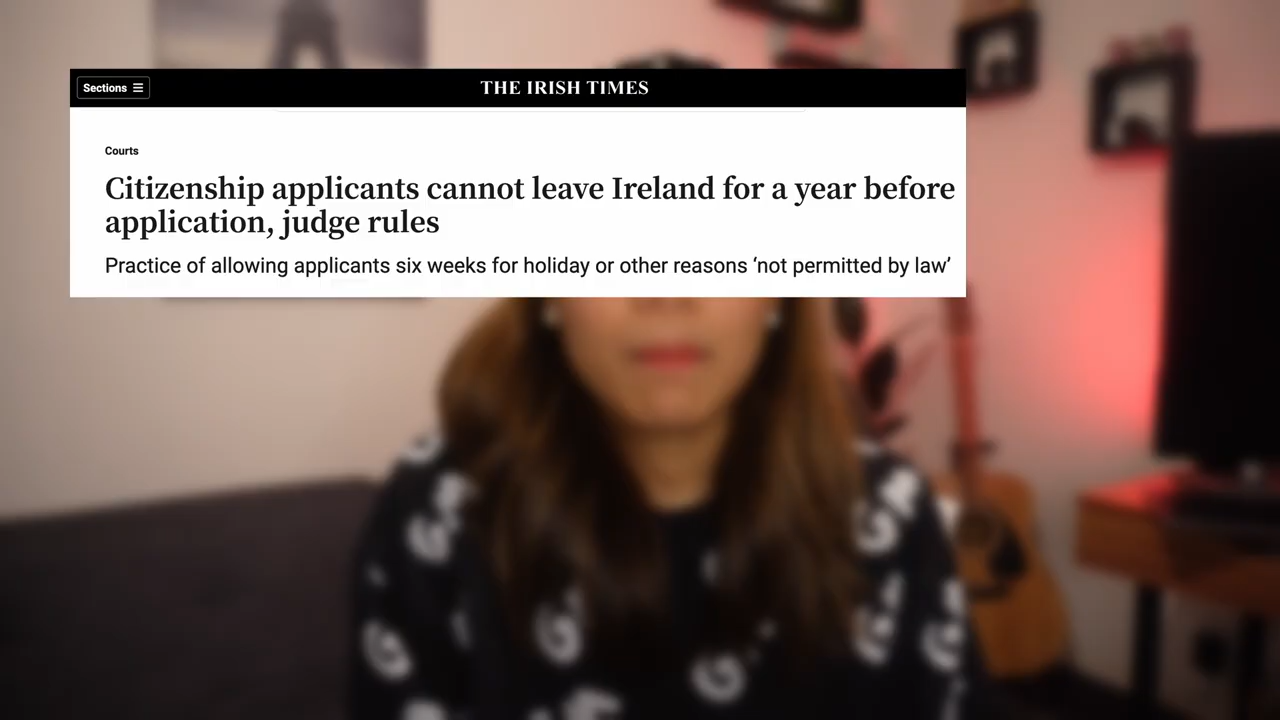 Sections
THE IRISH TIMES
Courts
Citizenship applicants cannot leave Ireland for a year before
application, judge rules
Practice of allowing applicants six weeks for holiday or other reasons ‘not permitted by law’